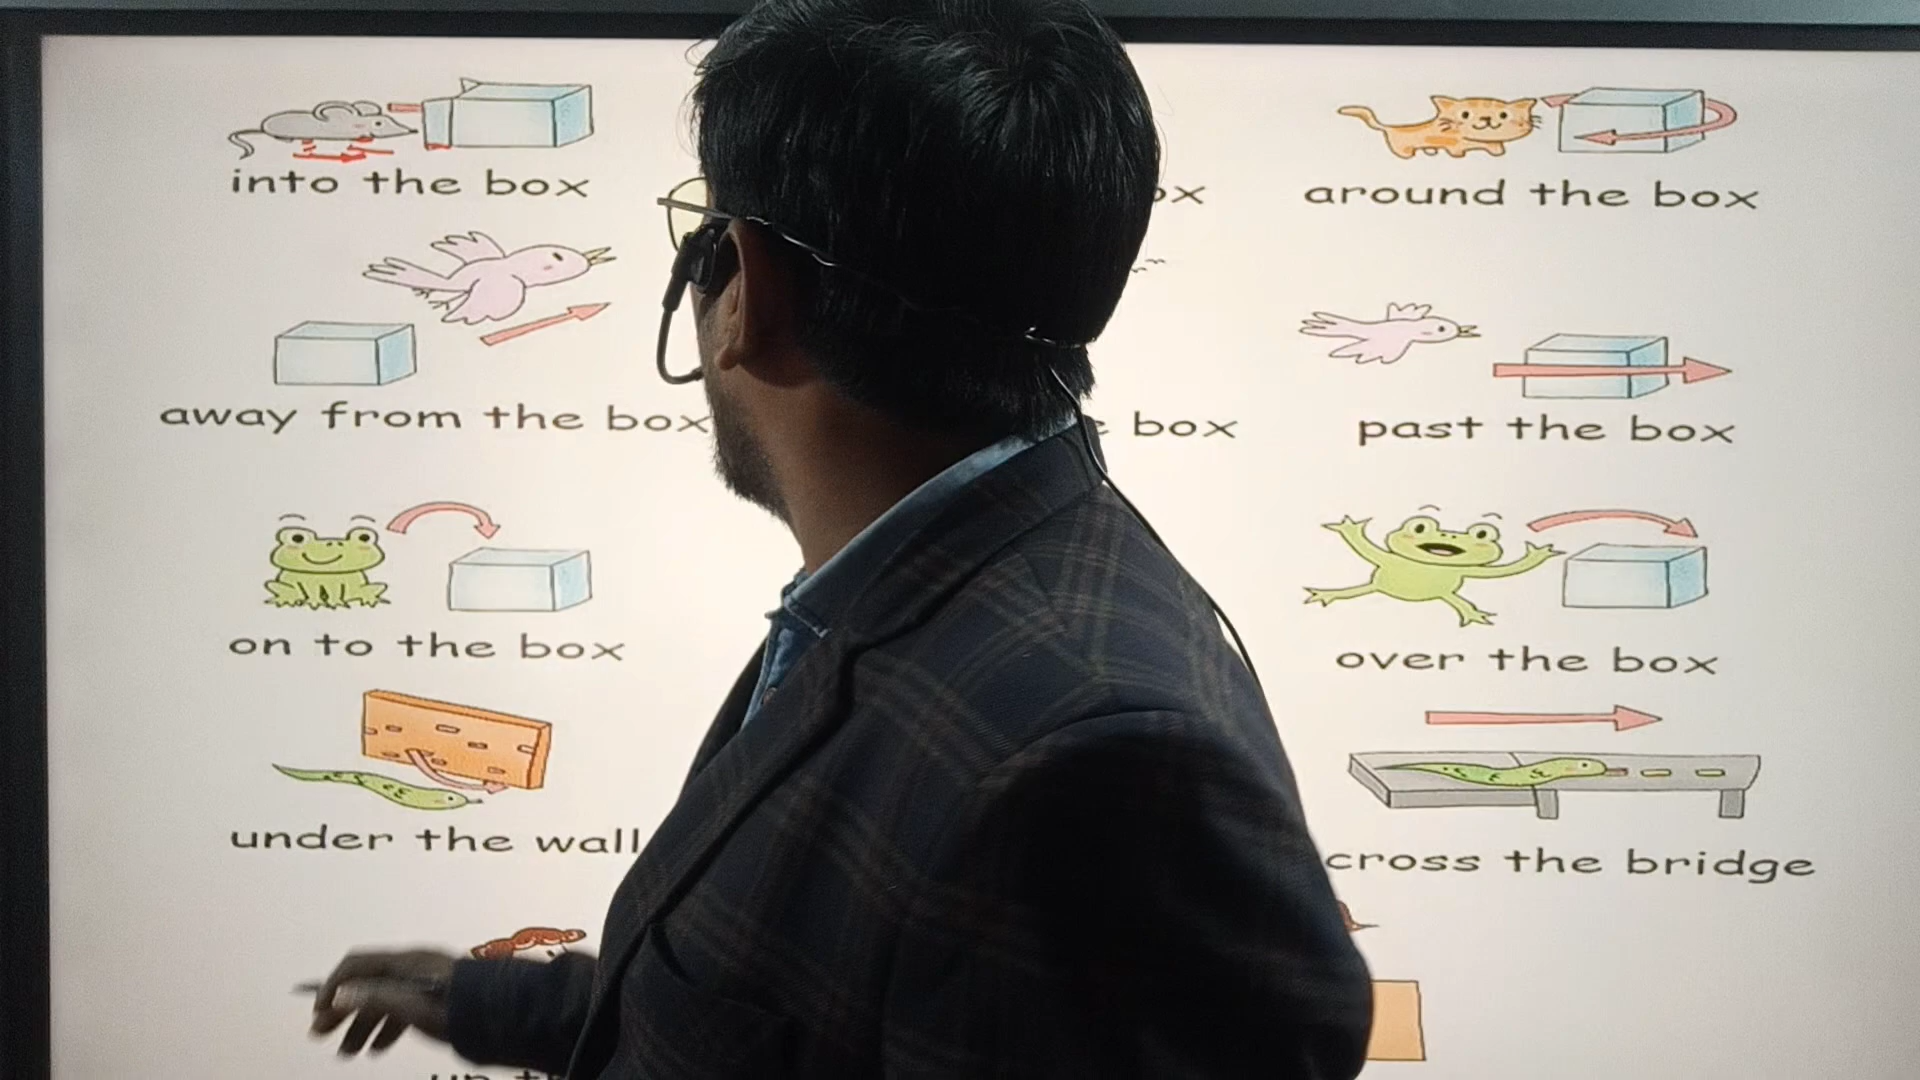 into the box
around the box
away from the box
box
past the box
on to the box
over the box
under the wall
cross the bridge
up